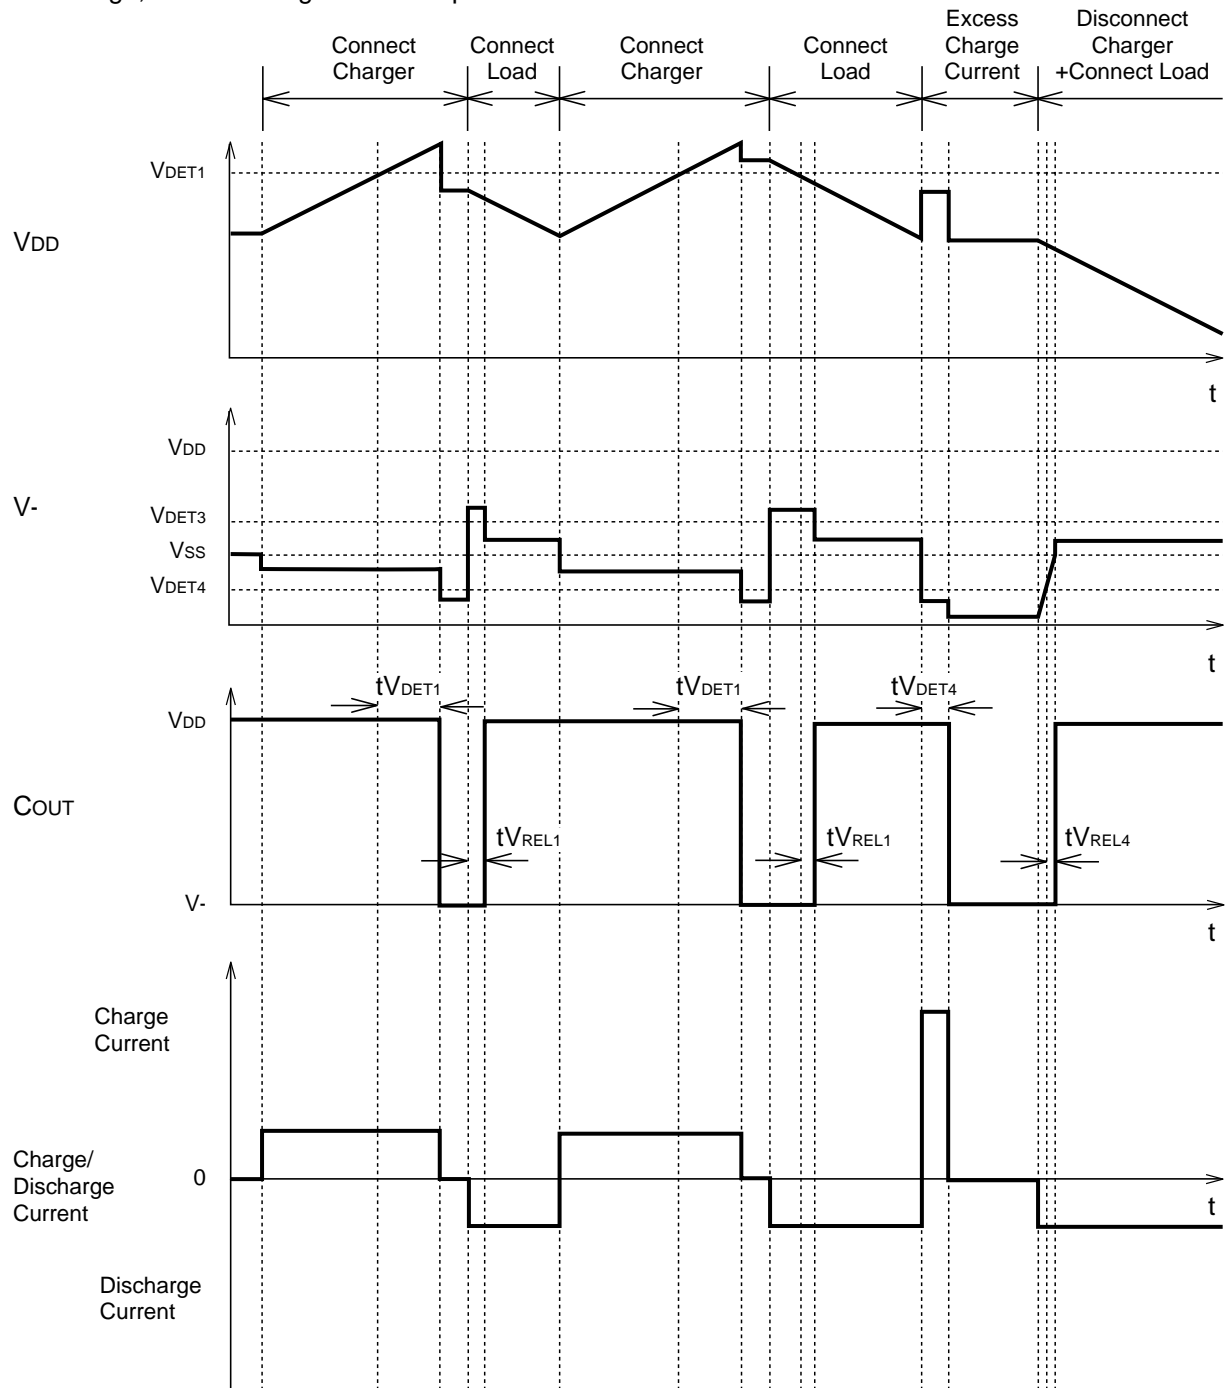 Connect
Charger
Connect
Load
Connect
Charger
Connect
Load
Excess
Charge
Current
Disconnect
Charger
+Connect Load
VDET1
VDD
t
VDD
V-
VDET3
VSS
VDET4
t
tVDET1
tVDET1
tVDET4
VDD
COUT
tVREL1
tVREL1
tVREL4
V-
t
Charge
Current
Charge/
Discharge
Current
0
t
Discharge
Current